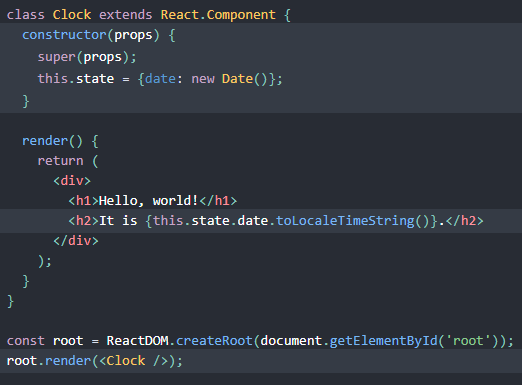 class Clock extends React.Component {
  constructor(props) {
    super(props);
    this.state = {date: new Date()};
  }

  render() {
    return (
      <div>
        <h1>Hello, world!</h1>
        <h2>It is {this.state.date.toLocaleTimeString()}.</h2>
      </div>
    );
  }
}

const root = ReactDOM.createRoot(document.getElementById('root'));
root.render(<Clock />);